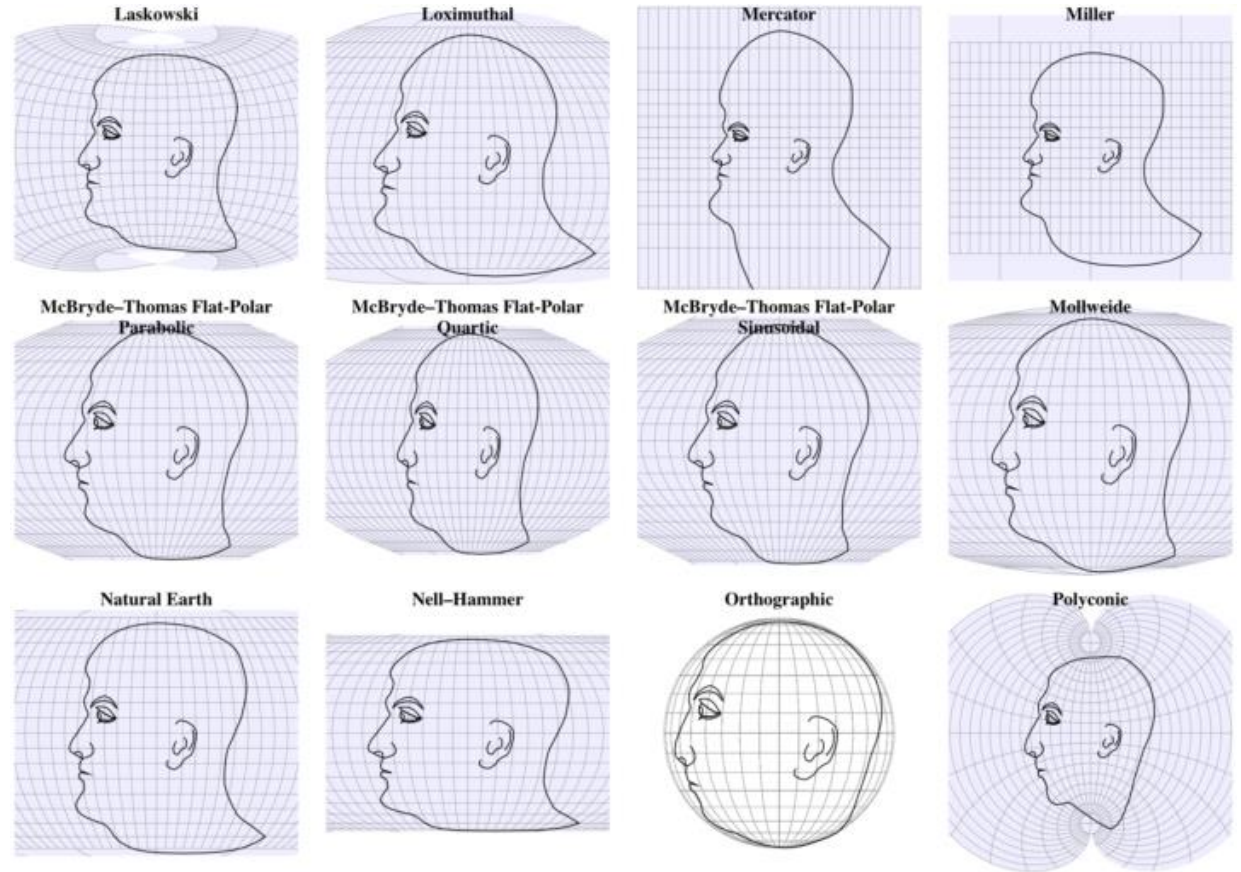 Laskowski
Loximuthal
Mercator
Miller
McBryde–Thomas Flat-Polar
Parabolic
McBryde–Thomas Flat-Polar
Quartic
McBryde–Thomas Flat-Polar
Sinusoidal
Mollweide
Natural Earth
Nell–Hammer
Orthographic
Polyconic